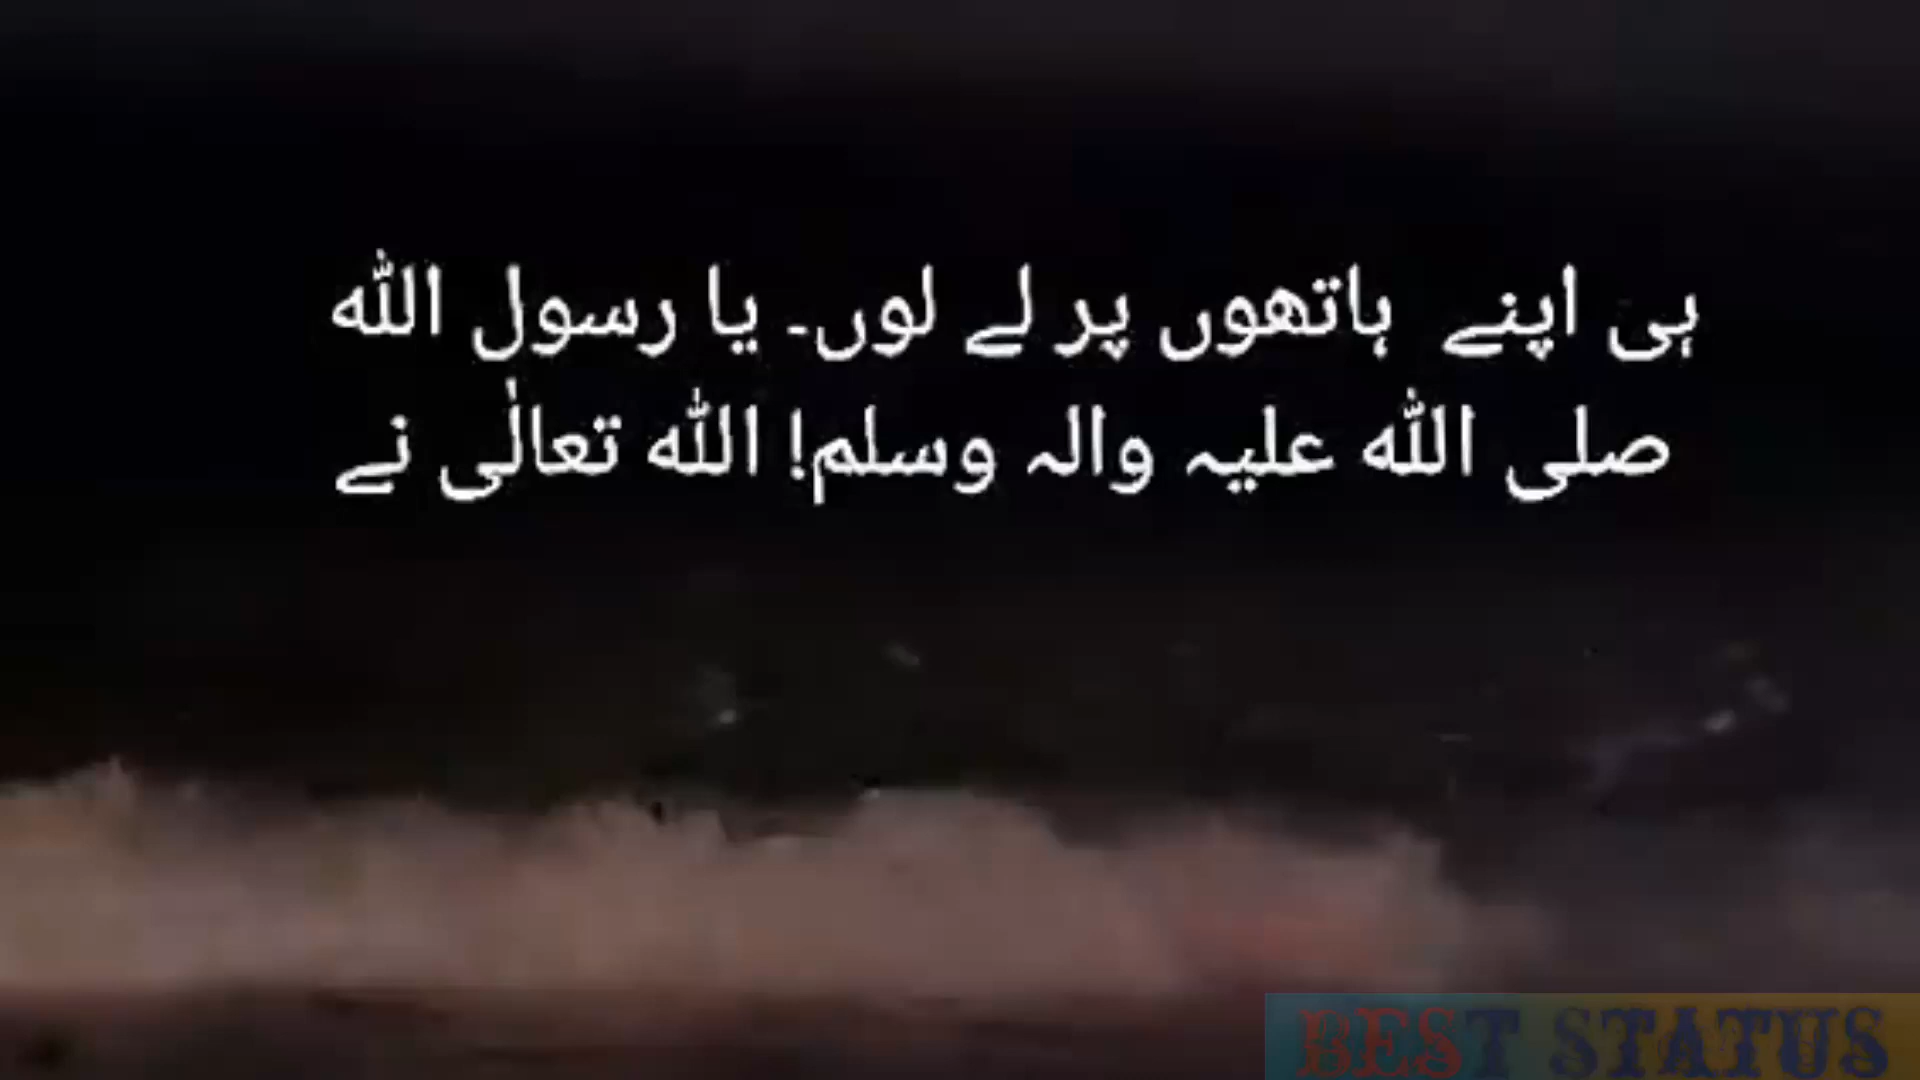 ہی اپنے ہاتھوں پر لے لوں۔ یا رسول اللہ
صلی اللہ علیہ والہ وسلم! اللہ تعالٰی نے
BEST STATUS